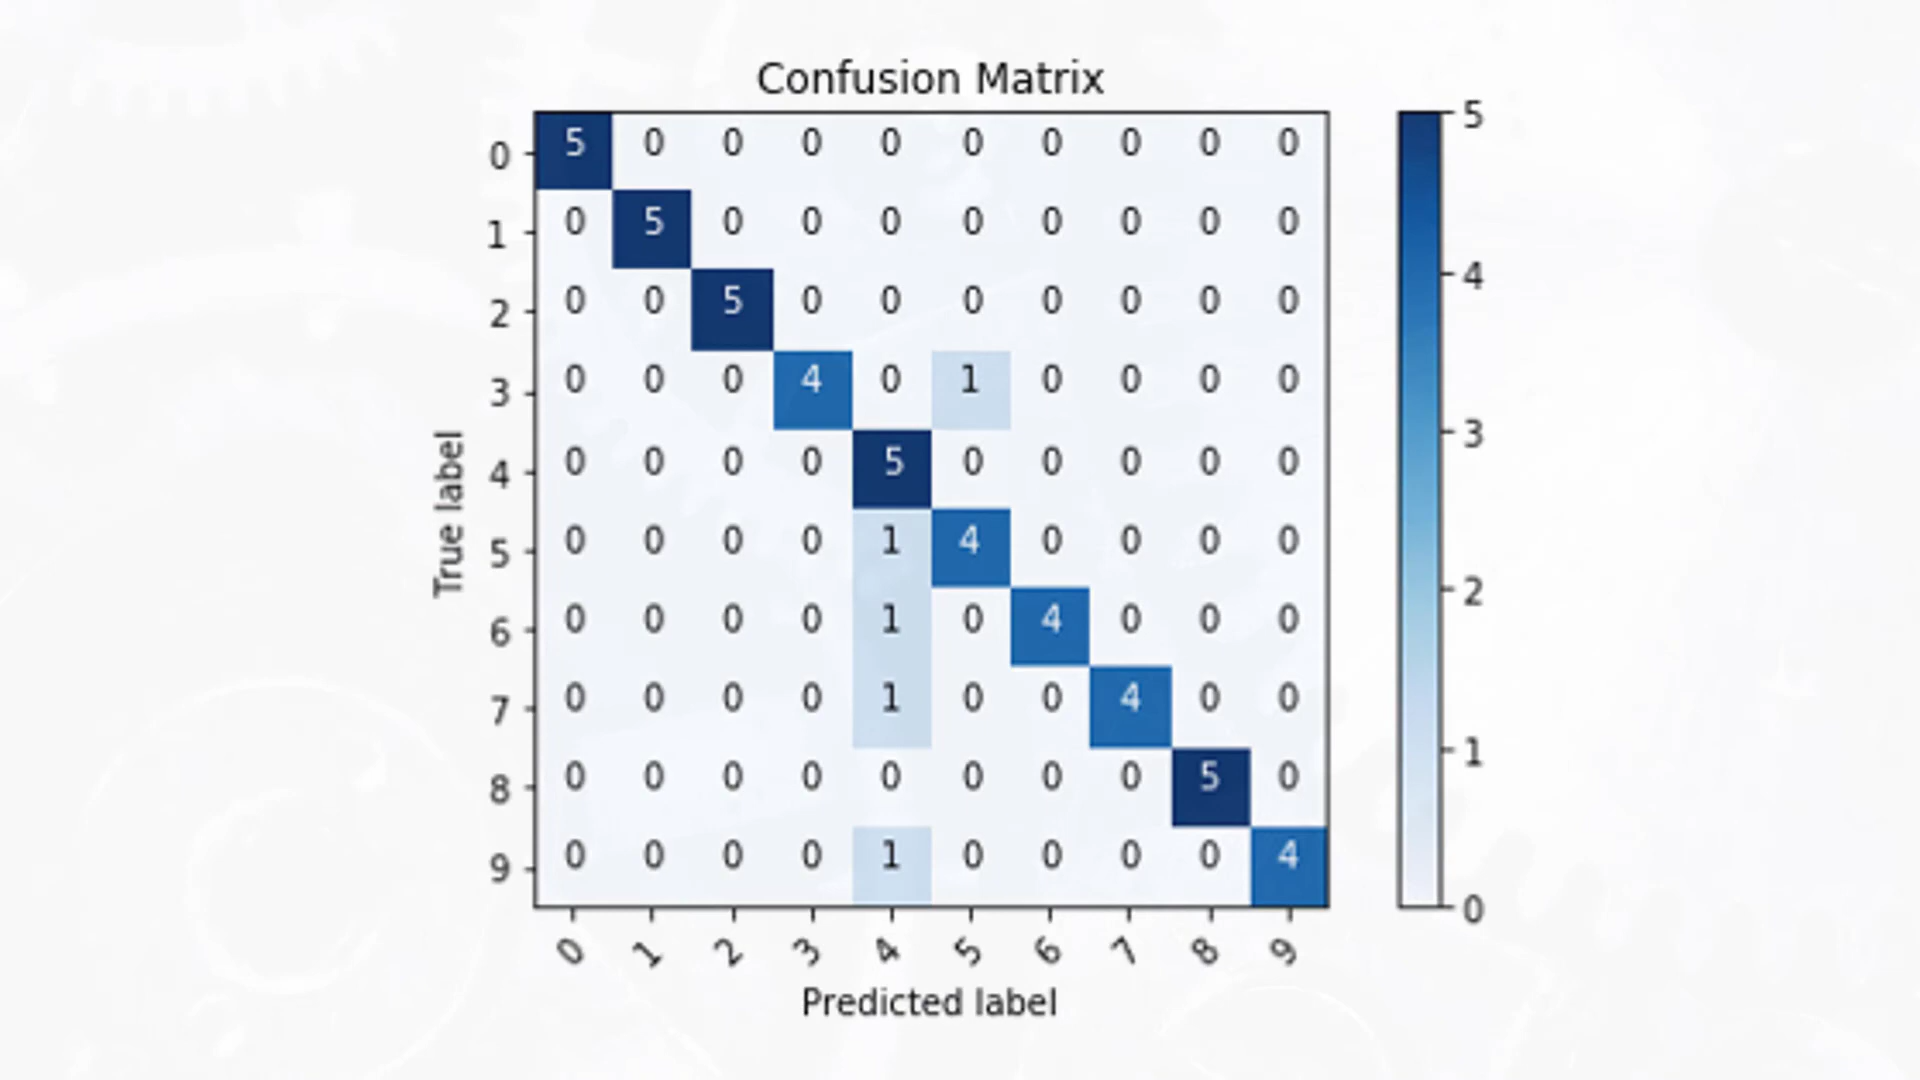 Confusion Matrix
0 5 0 0 0 0 0 0 0 0 0
1 0 5 0 0 0 0 0 0 0 0
2 0 0 5 0 0 0 0 0 0 0
3 0 0 0 4 0 1 0 0 0 0
4 0 0 0 0 5 0 0 0 0 0
5 0 0 0 0 1 4 0 0 0 0
6 0 0 0 0 1 0 4 0 0 0
7 0 0 0 0 1 0 0 4 0 0
8 0 0 0 0 0 0 0 0 5 0
9 0 0 0 0 1 0 0 0 0 4
0 1 2 3 4 5 6 7 8 9
True label
Predicted label
5
4
3
2
1
0